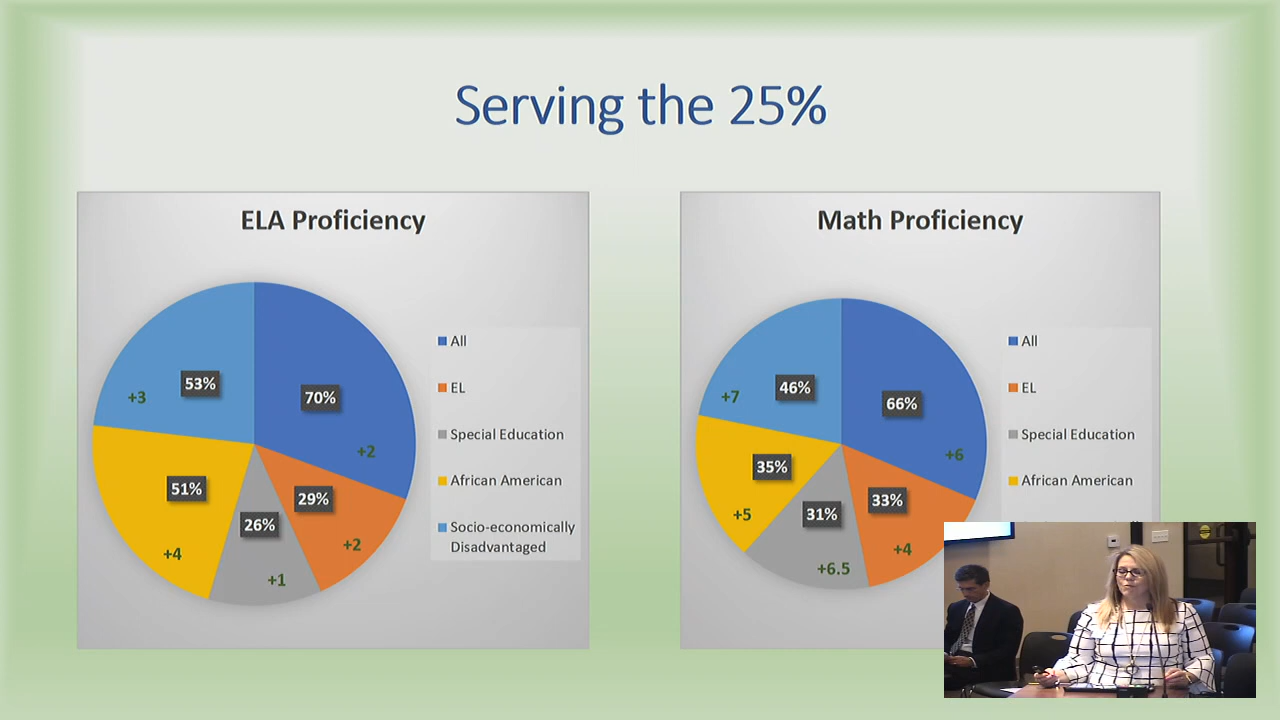 Serving the 25%
ELA Proficiency
53%
+3
70%
+2
51%
+4
26%
+1
29%
+2
All
EL
Special Education
African American
Socio-economically
Disadvantaged
Math Proficiency
46%
+7
66%
+6
35%
+5
31%
+6.5
33%
+4
All
EL
Special Education
African American